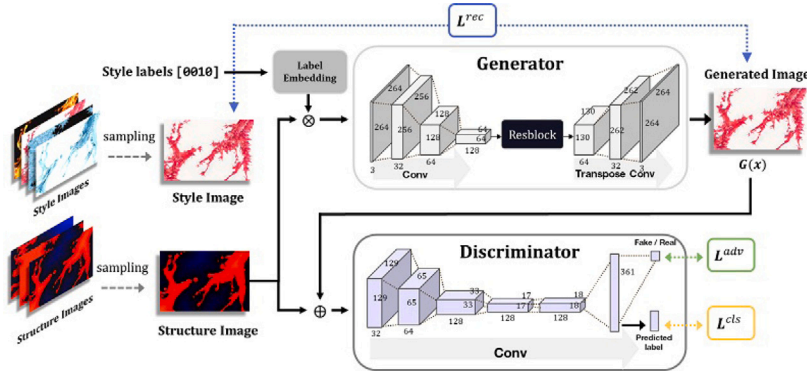 L^rec
Style labels [0010]
Label
Embedding
Generator
Generated Image
264
264
3
256
256
32
128
128
64
64
64
128
Resblock
130
130
64
262
262
32
264
264
3
Conv
Transpose Conv
sampling
Style Images
Style Image
G(x)
sampling
Structure Images
Structure Image
Discriminator
129
129
32
65
65
64
33
33
128
17
17
128
18
18
128
361
Fake / Real
L^adv
Predicted
label
L^cls
Conv